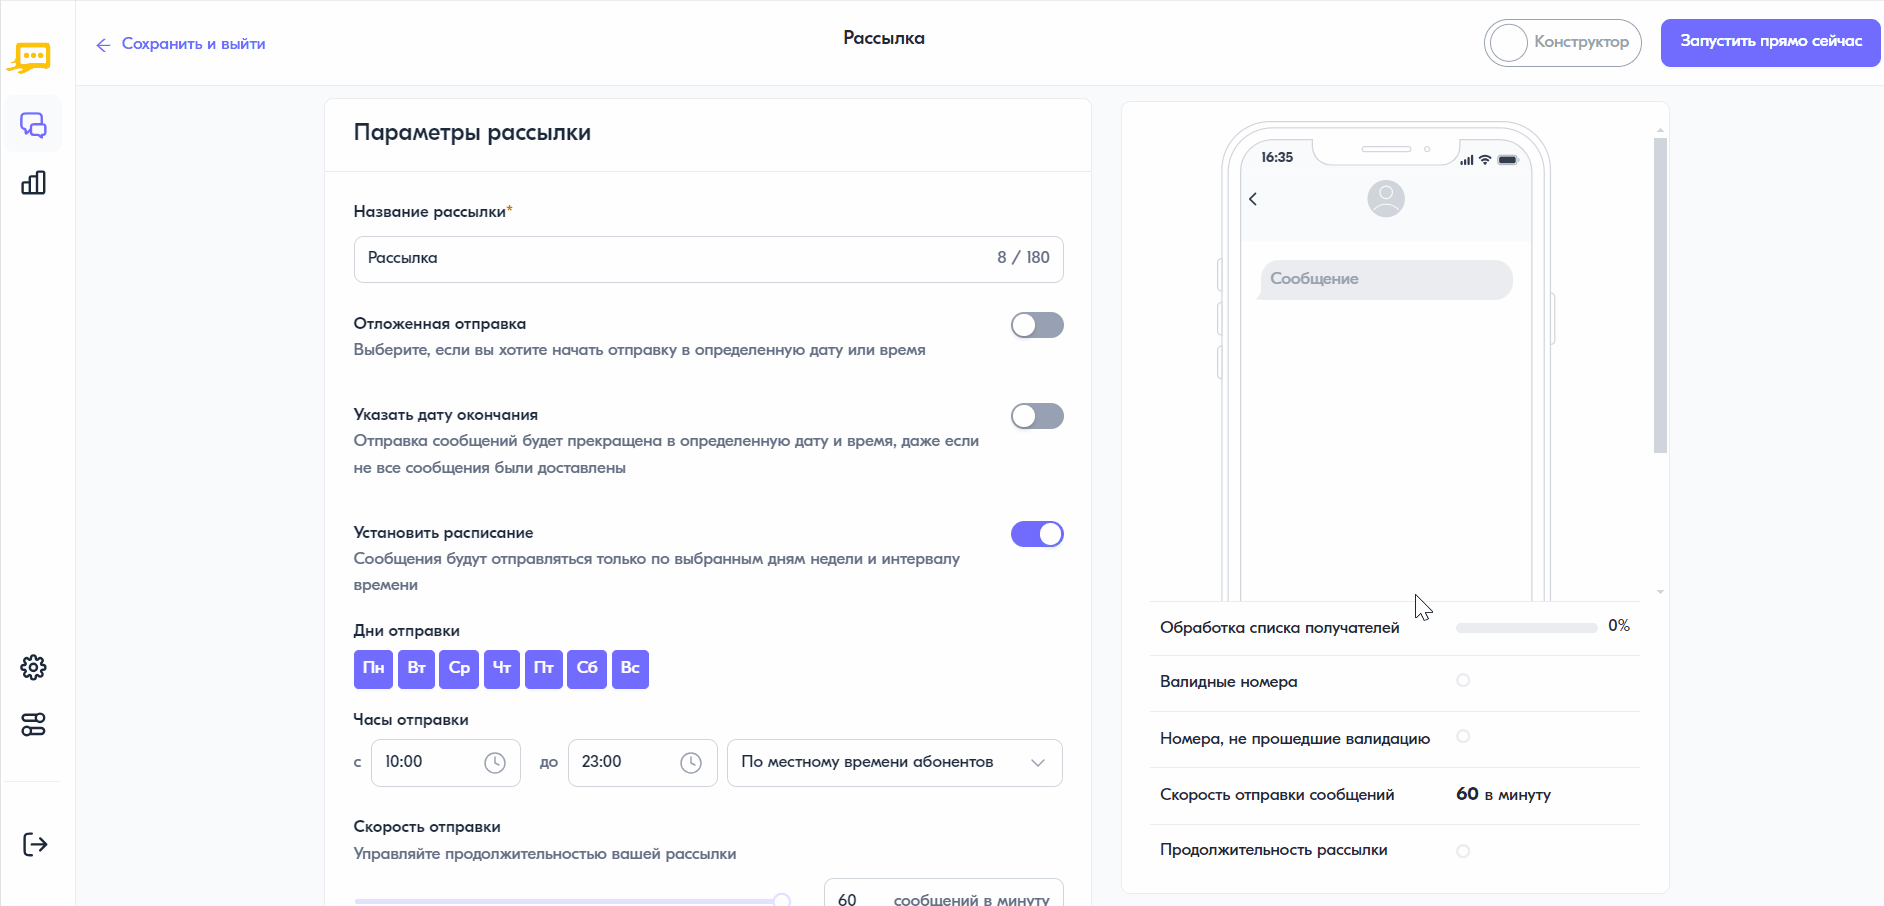 Сохранить и выйти
Рассылка
Конструктор
Запустить прямо сейчас
Параметры рассылки
Название рассылки*
Рассылка 8 / 180
Отложенная отправка
Выберите, если вы хотите начать отправку в определенную дату или время
Указать дату окончания
Отправка сообщений будет прекращена в определенную дату и время, даже если
не все сообщения были доставлены
Установить расписание
Сообщения будут отправляться только по выбранным дням недели и интервалу
времени
Дни отправки
Пн Вт Ср Чт Пт Сб Вс
Часы отправки
с 10:00 до 23:00 По местному времени абонентов
Скорость отправки
Управляйте продолжительностью вашей рассылки
60 сообщений в минуту
16:35
Сообщение
Обработка списка получателей 0%
Валидные номера
Номера, не прошедшие валидацию
Скорость отправки сообщений 60 в минуту
Продолжительность рассылки